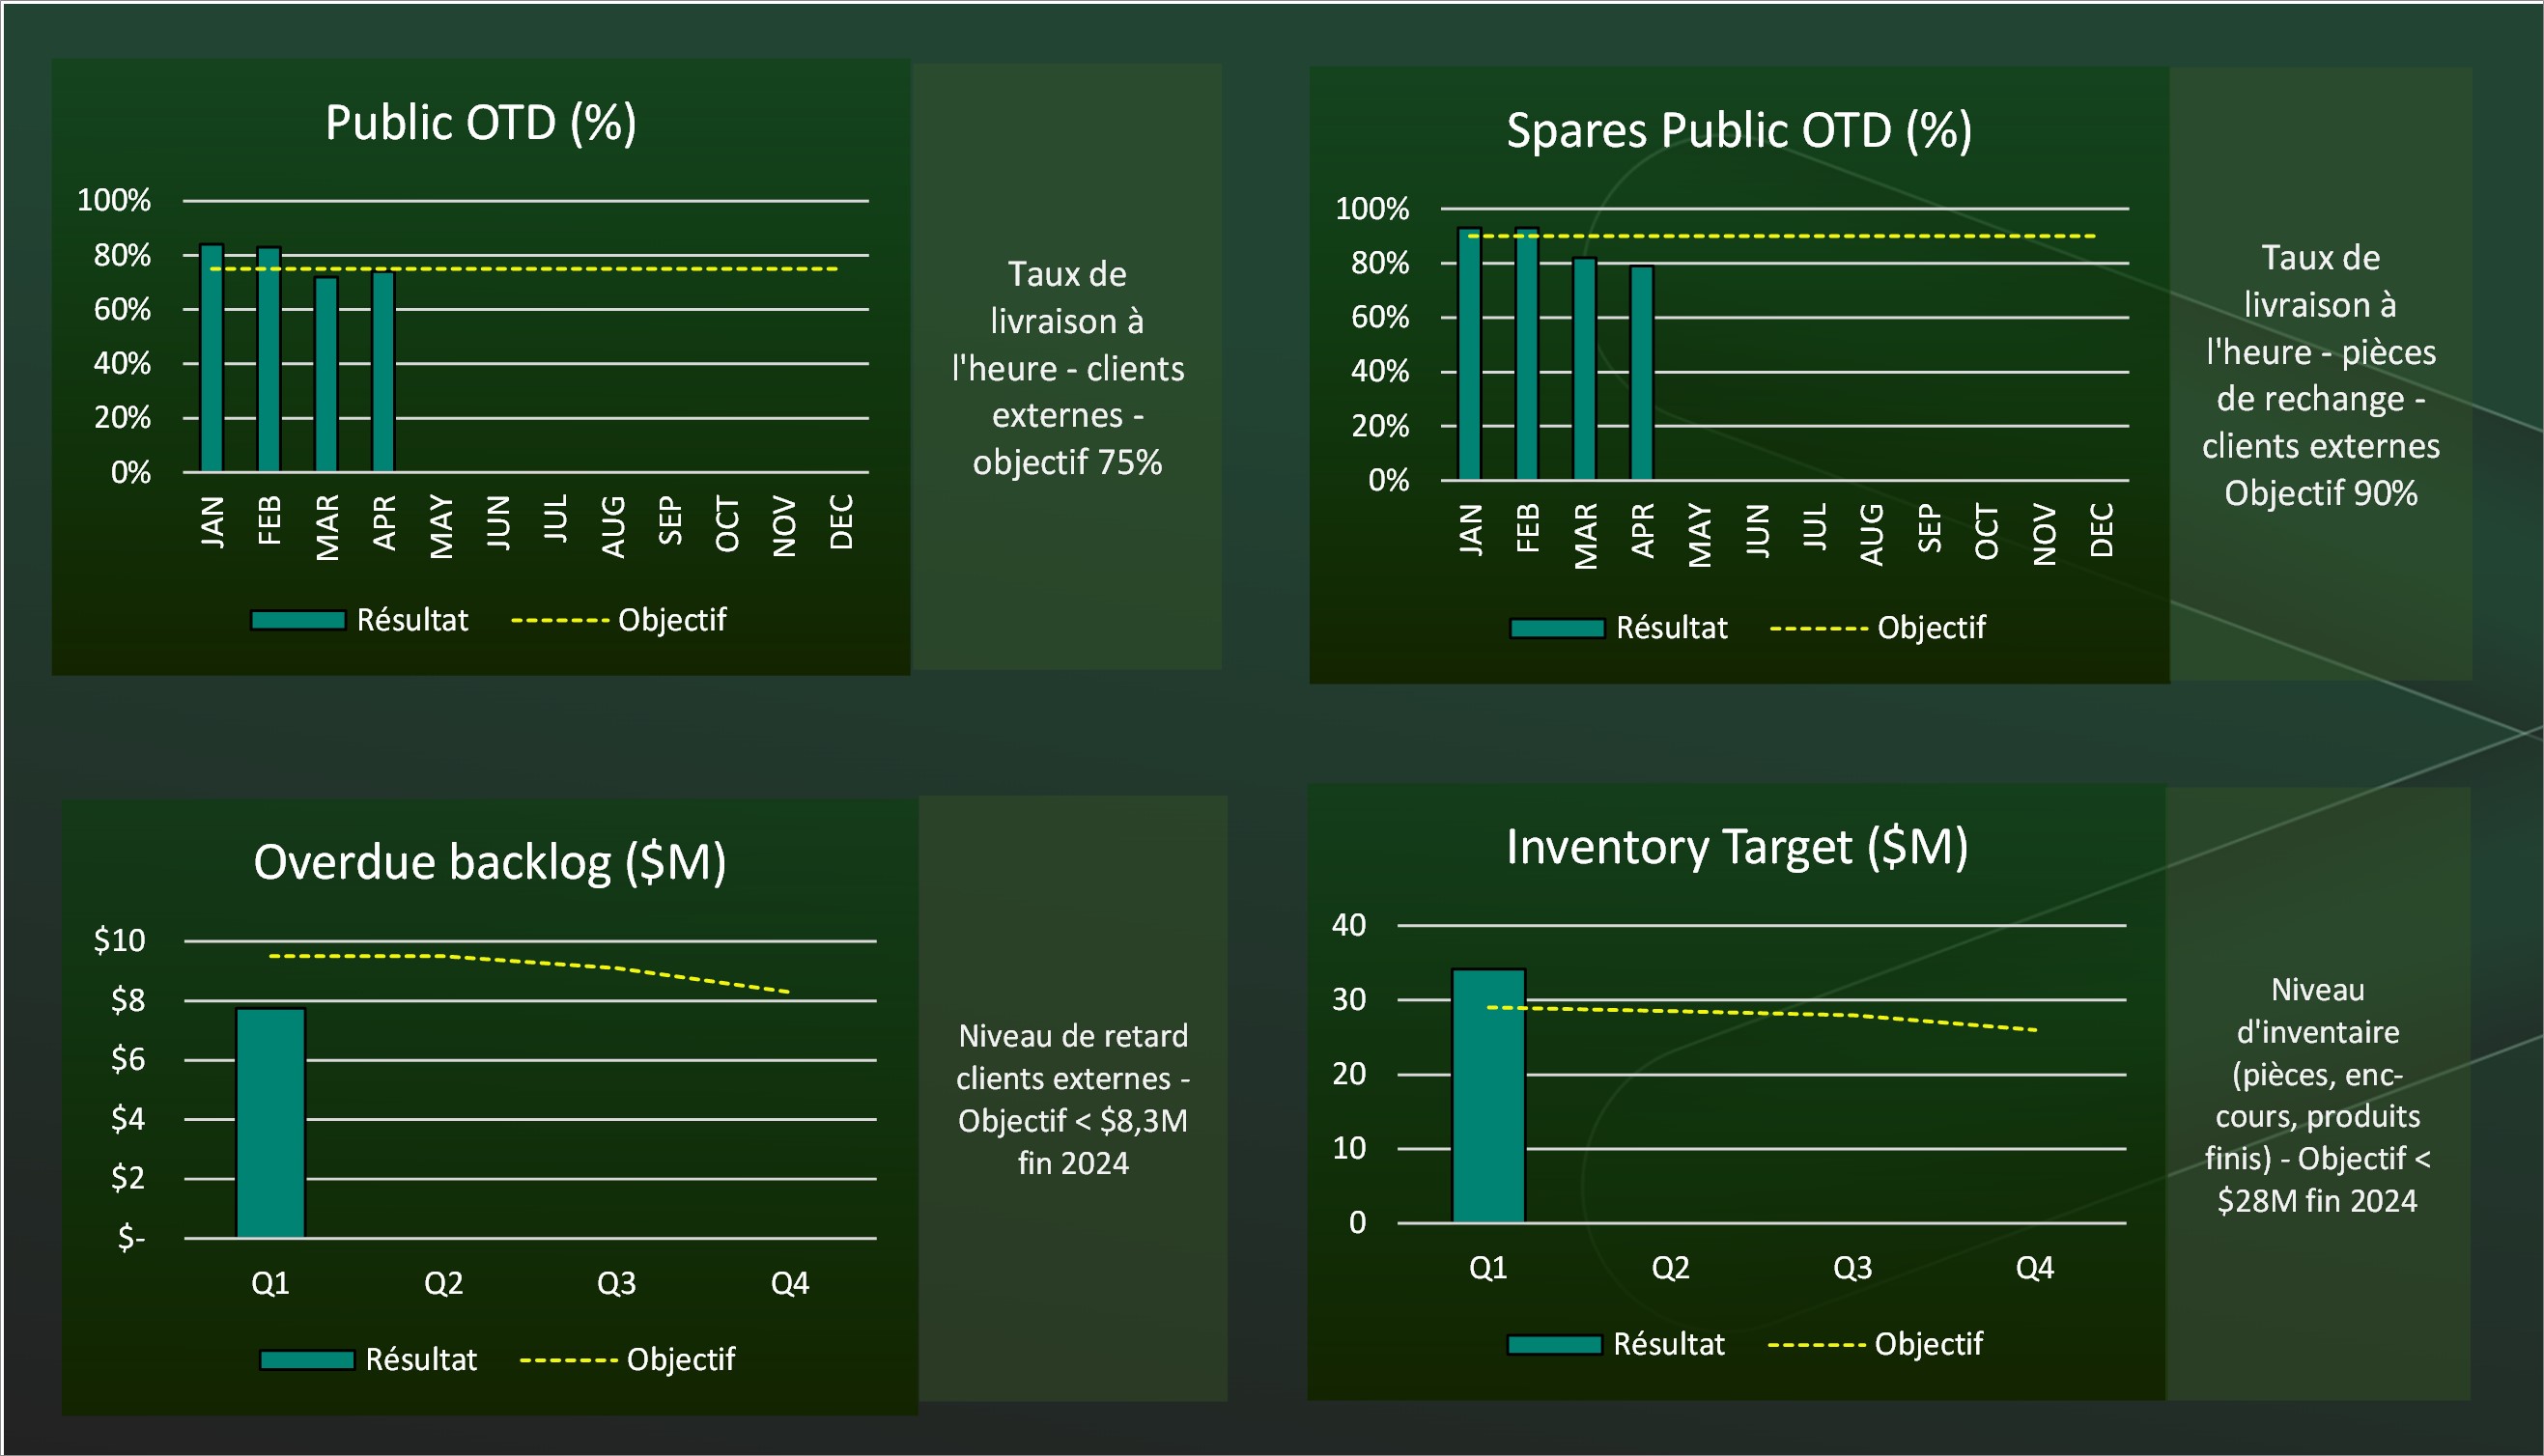 Public OTD (%)
100%
80%
60%
40%
20%
0%
JAN
FEB
MAR
APR
MAY
JUN
JUL
AUG
SEP
OCT
NOV
DEC
Résultat
Objectif
Taux de
livraison à
l'heure - clients
externes -
objectif 75%
Spares Public OTD (%)
100%
80%
60%
40%
20%
0%
JAN
FEB
MAR
APR
MAY
JUN
JUL
AUG
SEP
OCT
NOV
DEC
Résultat
Objectif
Taux de
livraison à
l'heure - pièces
de rechange -
clients externes
Objectif 90%
Overdue backlog ($M)
$10
$8
$6
$4
$2
$-
Q1
Q2
Q3
Q4
Résultat
Objectif
Niveau de retard
clients externes -
Objectif < $8,3M
fin 2024
Inventory Target ($M)
40
30
20
10
0
Q1
Q2
Q3
Q4
Résultat
Objectif
Niveau
d'inventaire
(pièces, enc-
cours, produits
finis) - Objectif <
$28M fin 2024